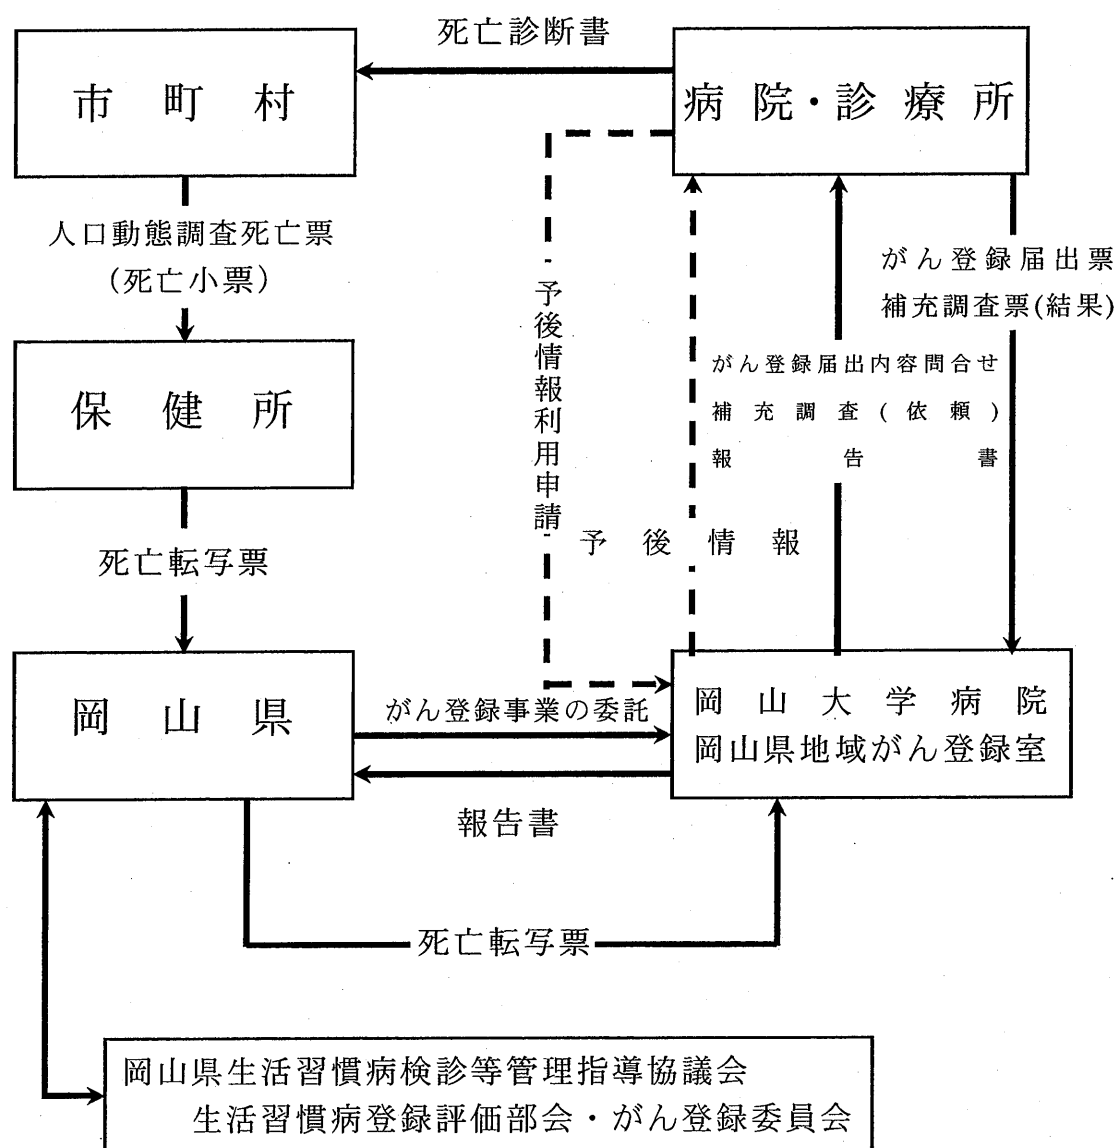 死亡診断書
市町村
病院・診療所
人口動態調査死亡票
(死亡小票)
がん登録届出票
補充調査票(結果)
予後情報利用申請
がん登録届出内容問合せ
補充調査(依頼)
報告書
保健所
予後情報
死亡転写票
岡山県
がん登録事業の委託
岡山大学病院
岡山県地域がん登録室
報告書
死亡転写票
岡山県生活習慣病検診等管理指導協議会
生活習慣病登録評価部会・がん登録委員会